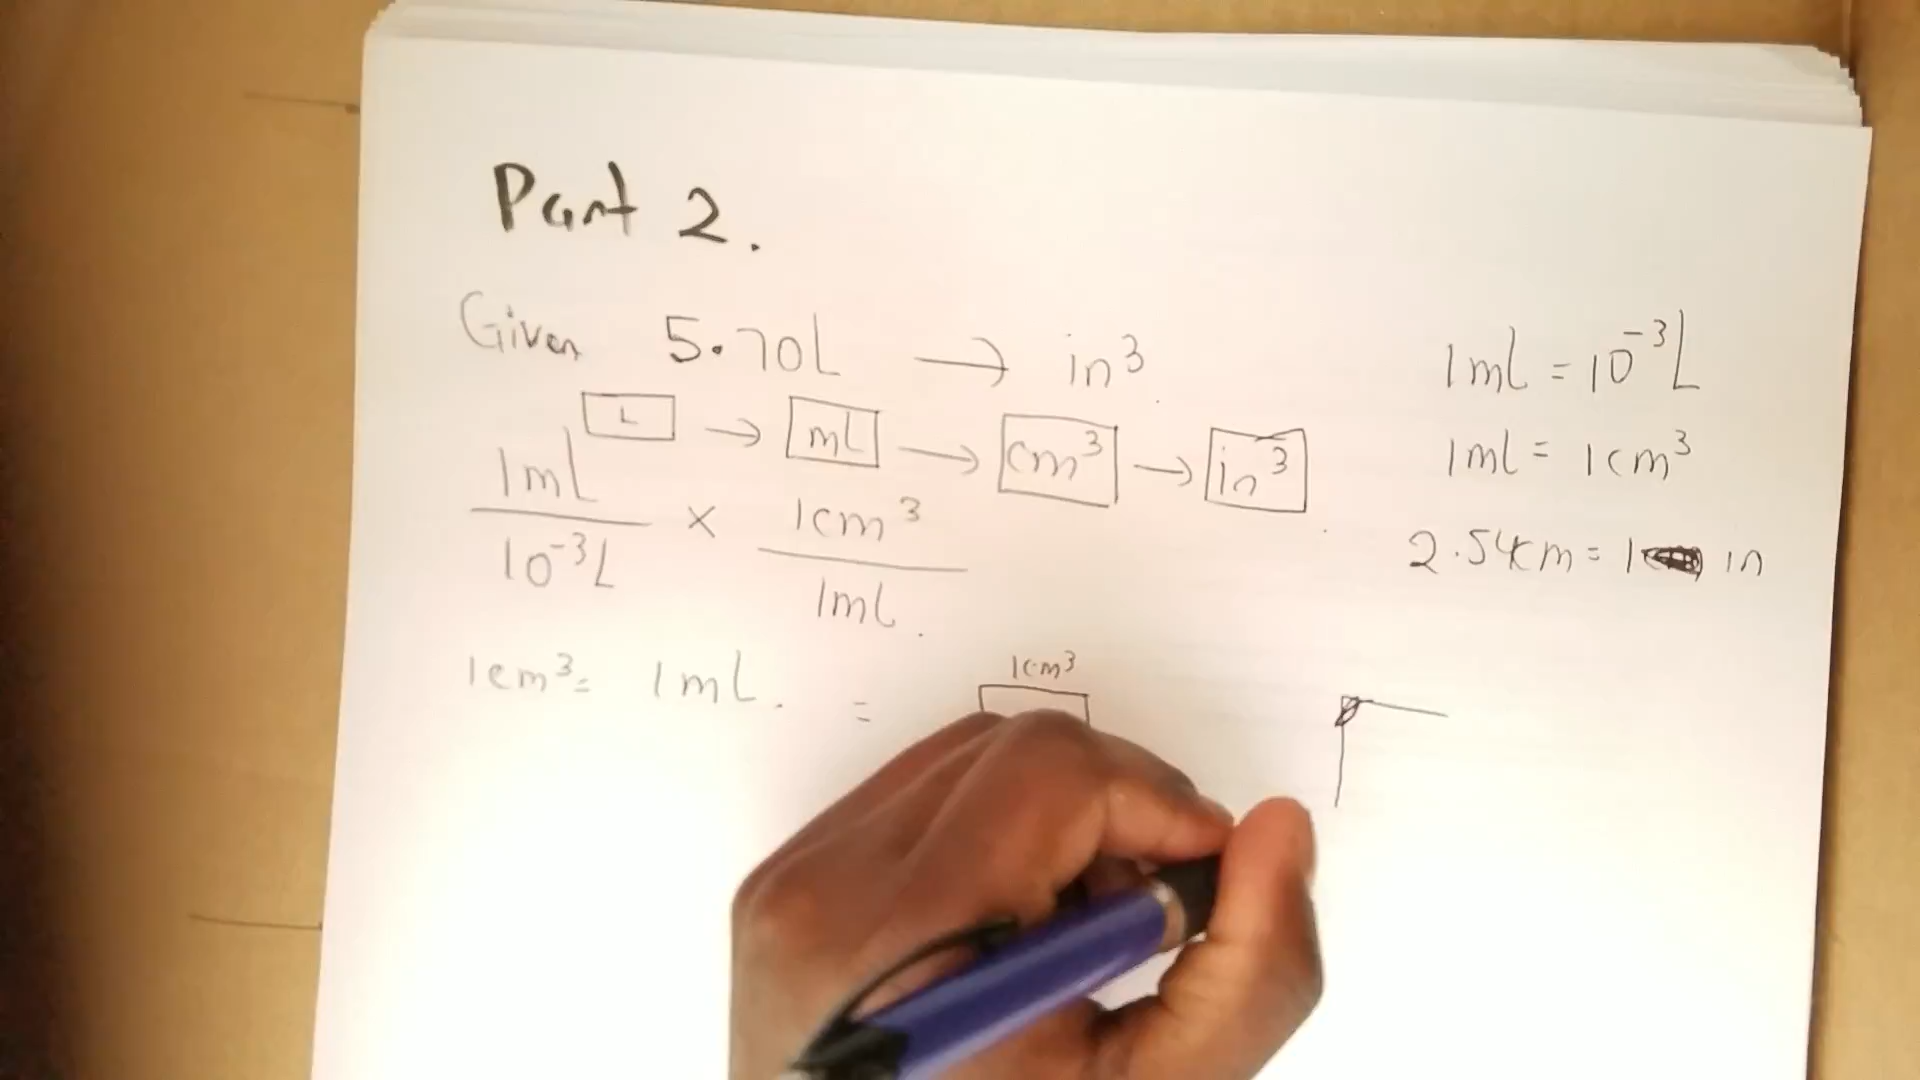 Part 2.
Given 5.70L → in³
L → mL → cm³ → in³
1mL / 10⁻³L × 1cm³ / 1mL.
1cm³ = 1mL. =
1cm³
1mL = 10⁻³L
1mL = 1cm³
2.54cm = 1 in